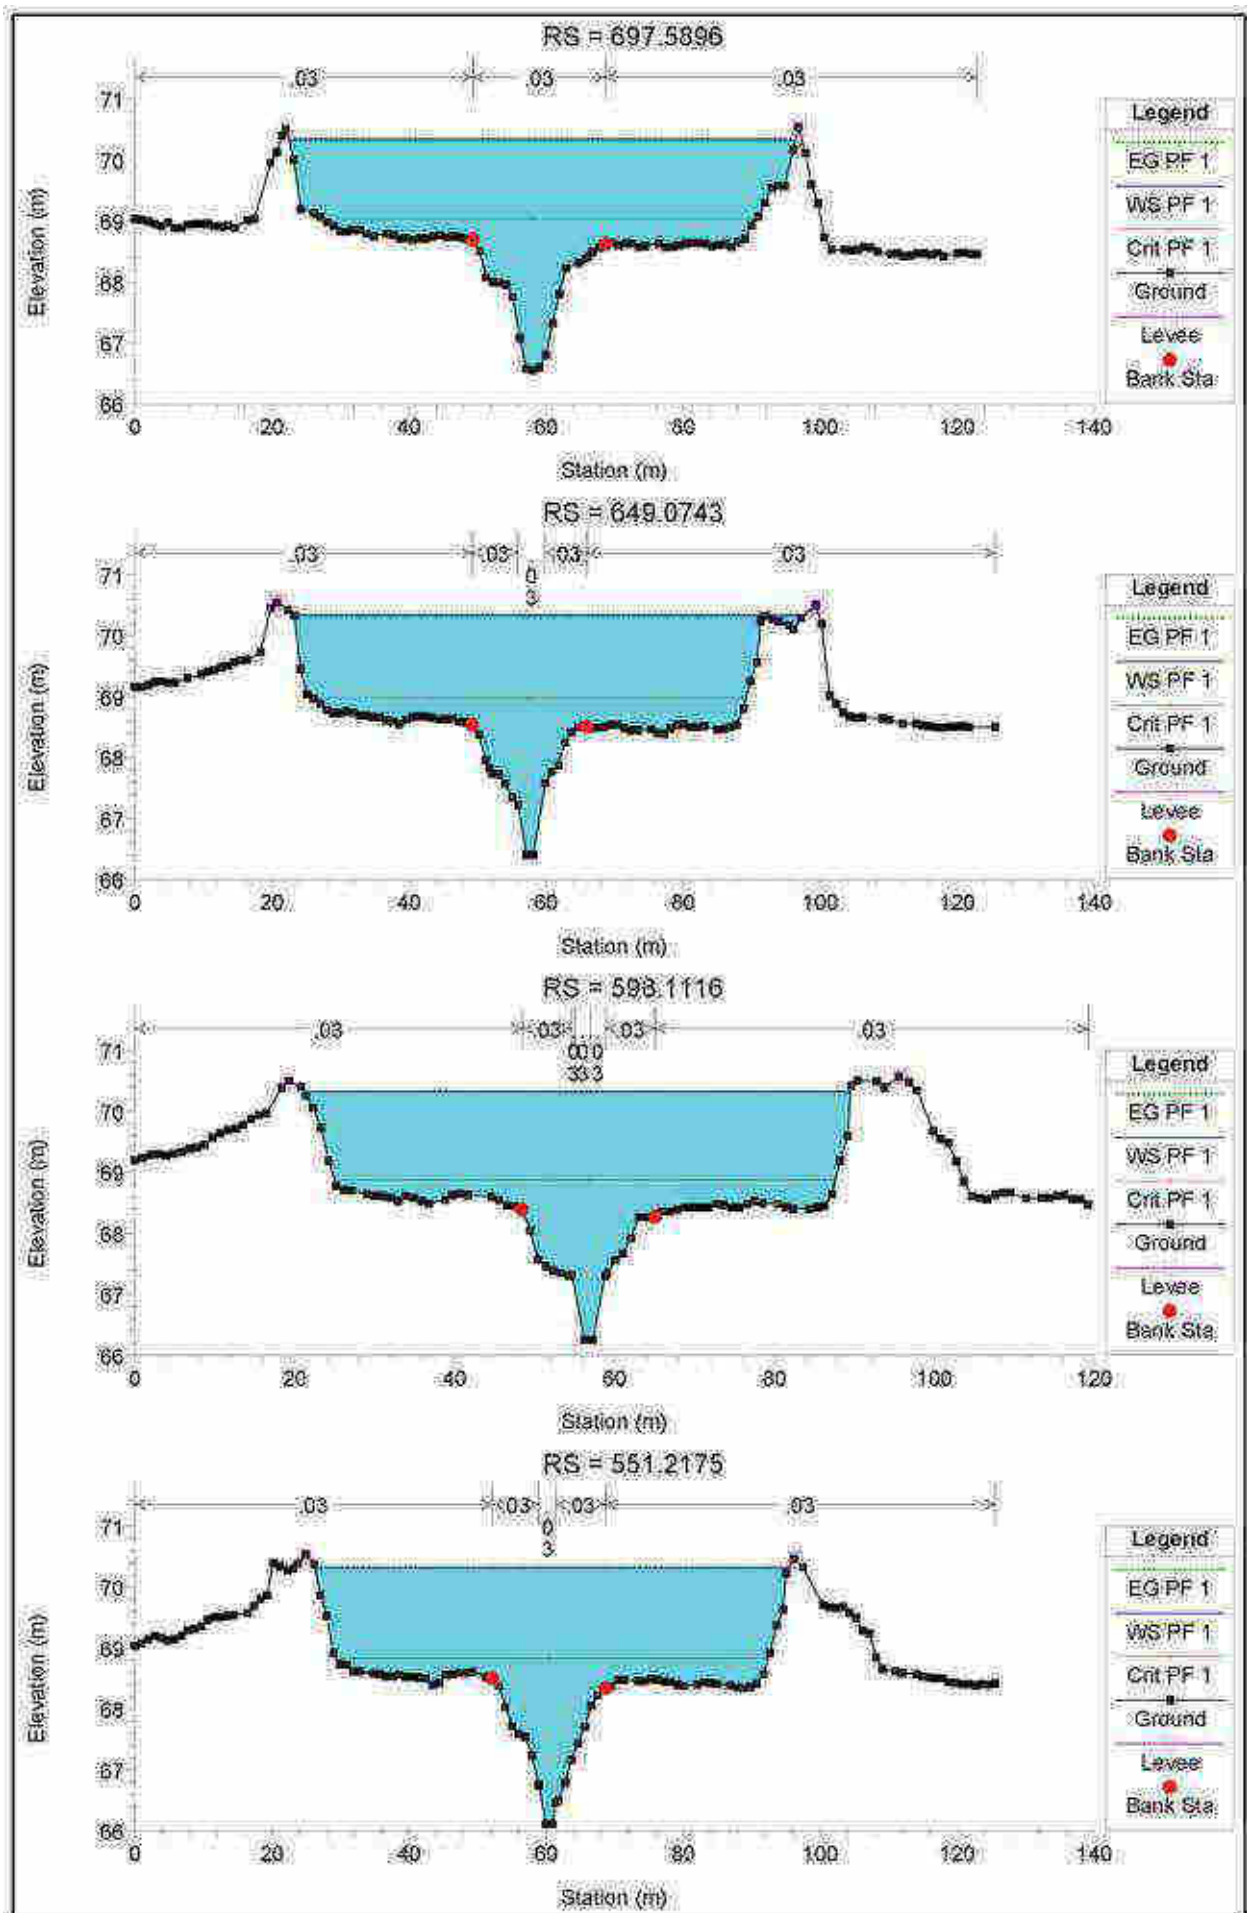 RS = 697.5896
.03 .03 .03
71
70
69
68
67
66
Elevation (m)
0 20 40 60 80 100 120 140
Station (m)
Legend
EG PF 1
WS PF 1
Crit PF 1
Ground
Levee
Bank Sta
RS = 649.0743
.03 .03 .03 .03
0
3
71
70
69
68
67
66
Elevation (m)
0 20 40 60 80 100 120 140
Station (m)
Legend
EG PF 1
WS PF 1
Crit PF 1
Ground
Levee
Bank Sta
RS = 598.1116
.03 .03 .03 .03
00 0
33 3
71
70
69
68
67
66
Elevation (m)
0 20 40 60 80 100 120
Station (m)
Legend
EG PF 1
WS PF 1
Crit PF 1
Ground
Levee
Bank Sta
RS = 551.2175
.03 .03 .03 .03
0
3
71
70
69
68
67
66
Elevation (m)
0 20 40 60 80 100 120 140
Station (m)
Legend
EG PF 1
WS PF 1
Crit PF 1
Ground
Levee
Bank Sta